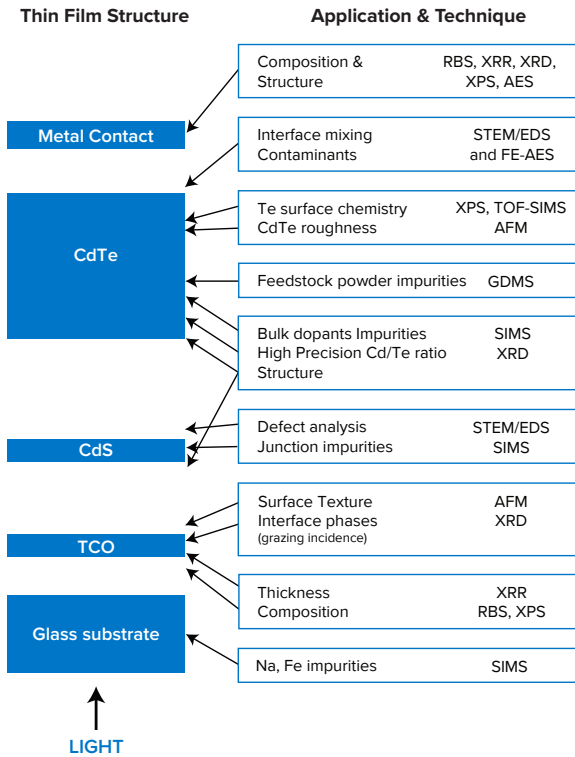 Thin Film Structure
Application & Technique
Composition & RBS, XRR, XRD,
Structure XPS, AES
Metal Contact
Interface mixing STEM/EDS
Contaminants and FE-AES
CdTe
Te surface chemistry XPS, TOF-SIMS
CdTe roughness AFM
Feedstock powder impurities GDMS
Bulk dopants Impurities SIMS
High Precision Cd/Te ratio XRD
Structure
CdS
Defect analysis STEM/EDS
Junction impurities SIMS
Surface Texture AFM
Interface phases XRD
(grazing incidence)
TCO
Thickness XRR
Composition RBS, XPS
Glass substrate
Na, Fe impurities SIMS
LIGHT